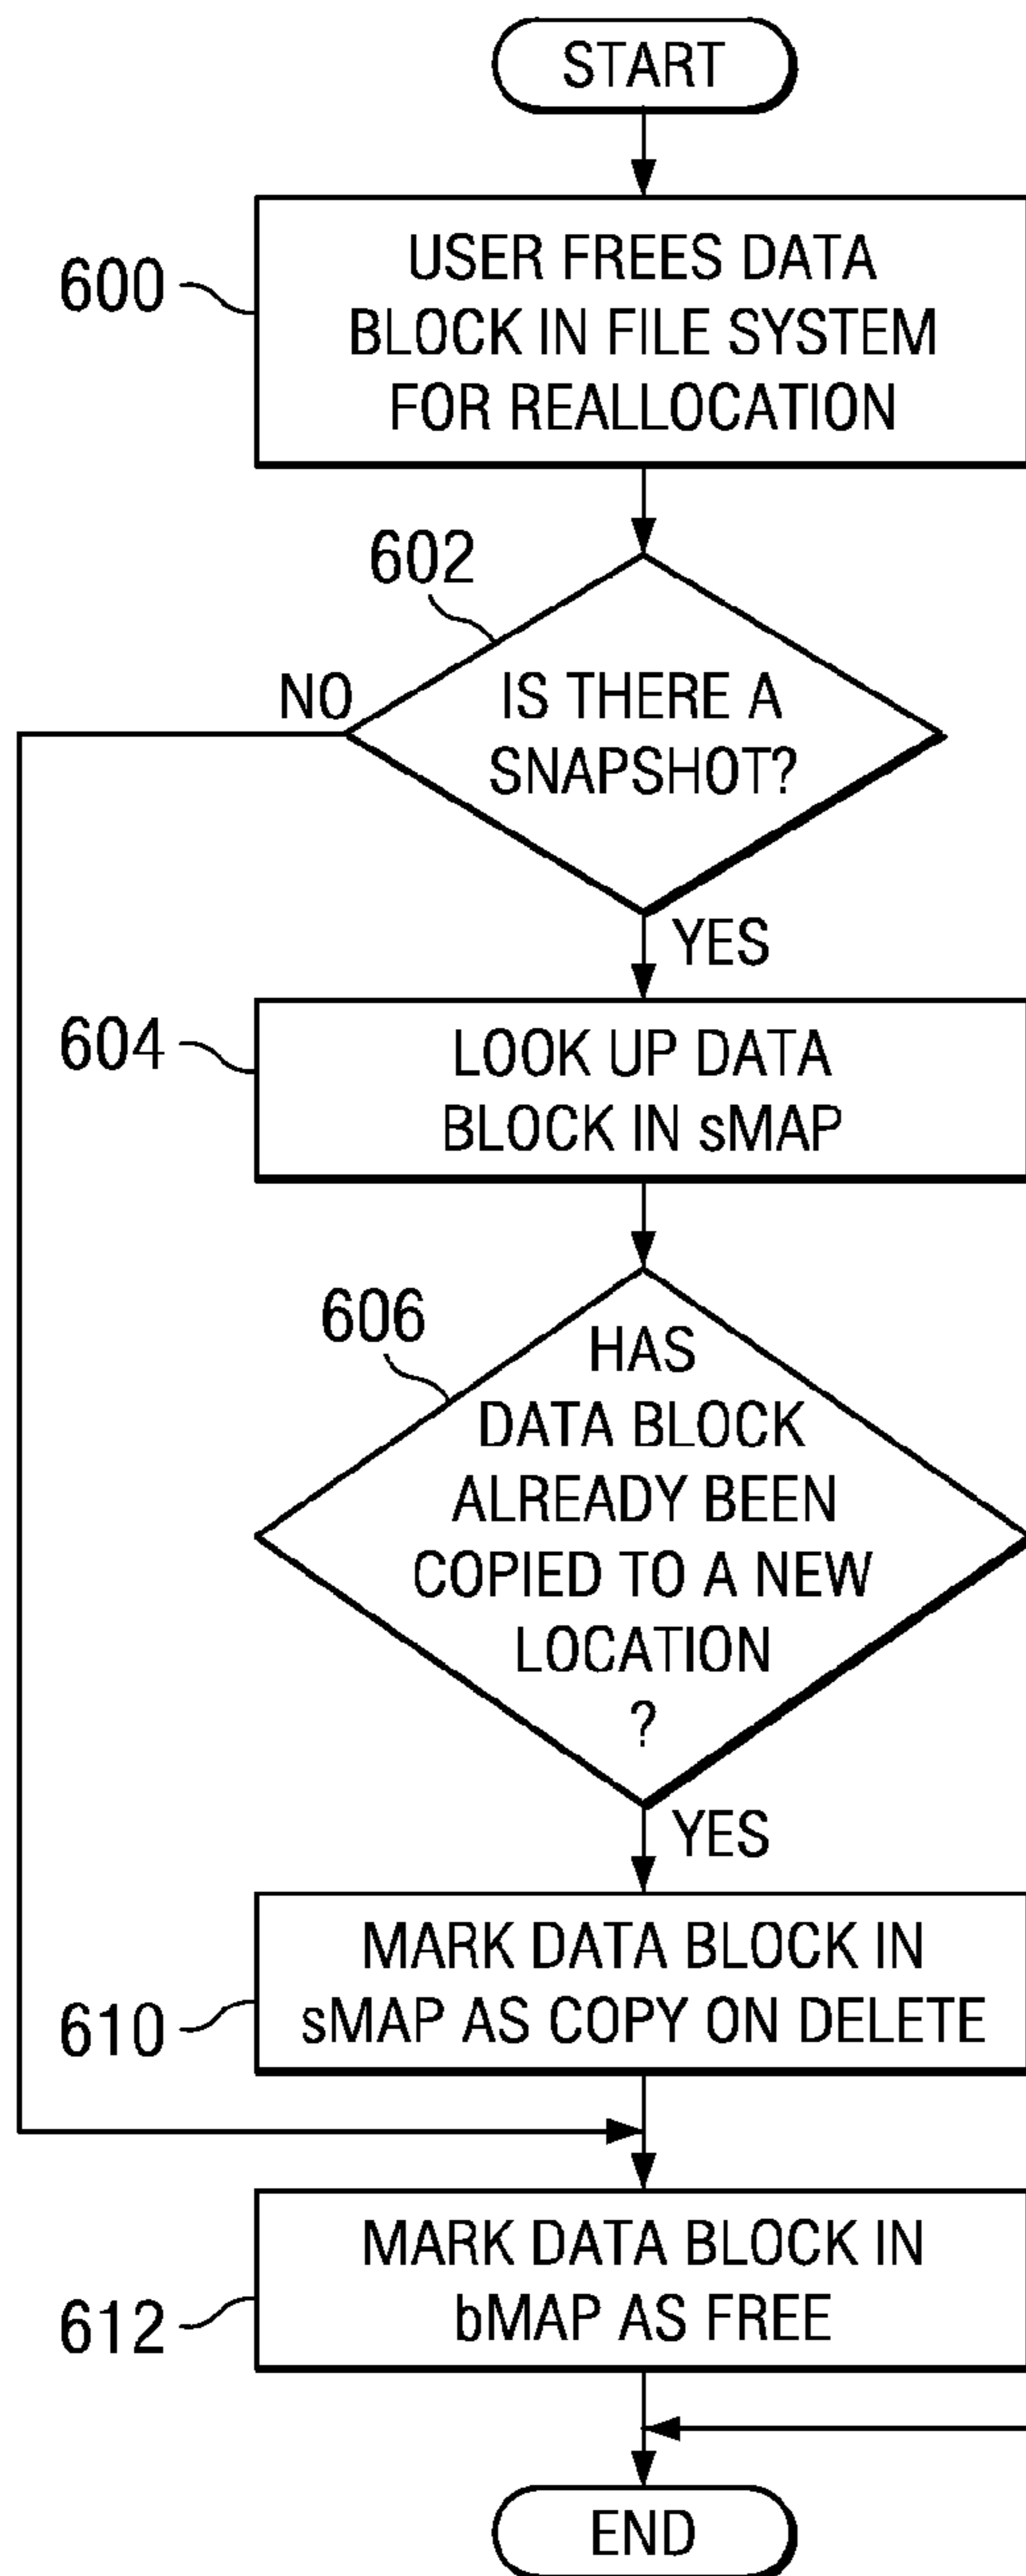 START
600
USER FREES DATA
BLOCK IN FILE SYSTEM
FOR REALLOCATION
602
NO
IS THERE A
SNAPSHOT?
YES
604
LOOK UP DATA
BLOCK IN sMAP
606
HAS
DATA BLOCK
ALREADY BEEN
COPIED TO A NEW
LOCATION
?
YES
610
MARK DATA BLOCK IN
sMAP AS COPY ON DELETE
612
MARK DATA BLOCK IN
bMAP AS FREE
END